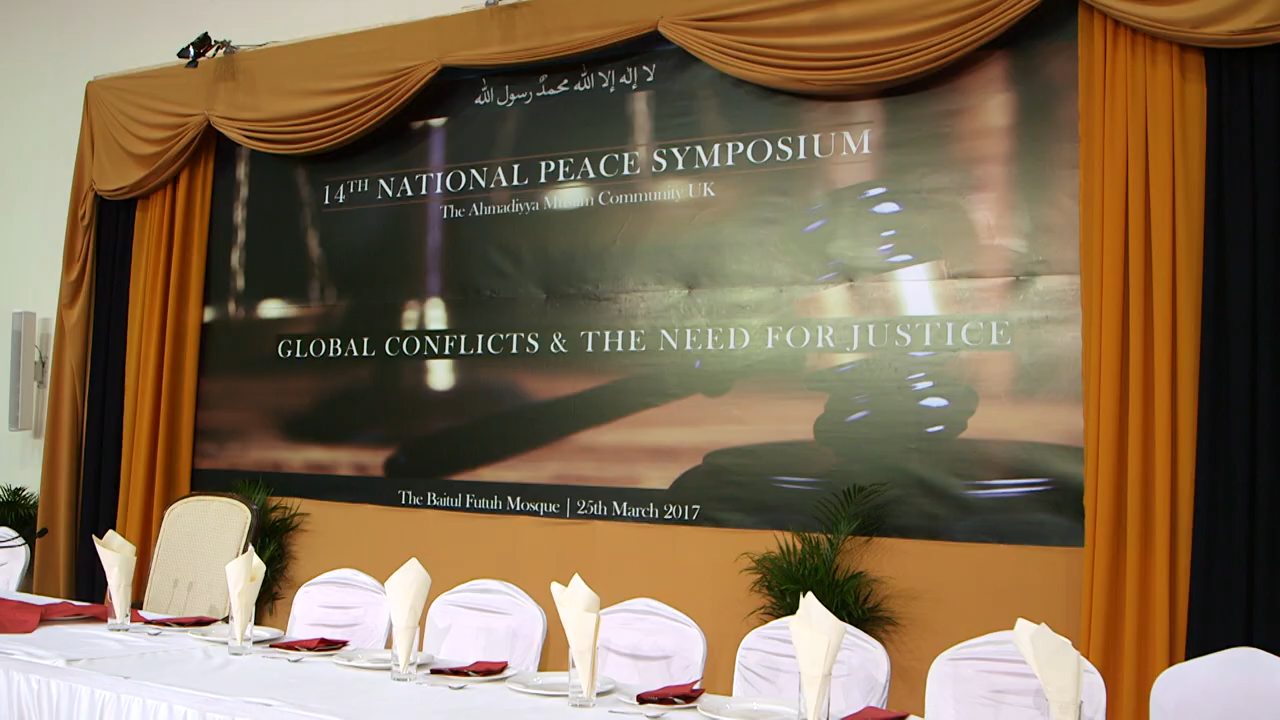 لا إله إلا الله محمد رسول الله
14TH NATIONAL PEACE SYMPOSIUM
The Ahmadiyya Muslim Community UK
GLOBAL CONFLICTS & THE NEED FOR JUSTICE
The Baitul Futuh Mosque | 25th March 2017